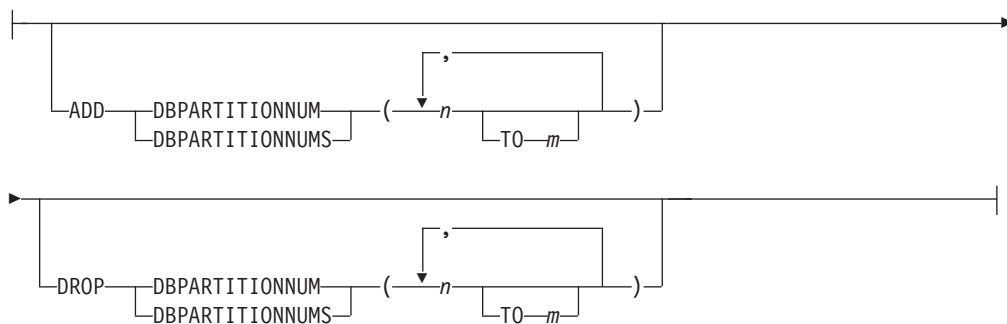 ,
ADD DBPARTITIONNUM ( n )
DBPARTITIONNUMS TO m
,
DROP DBPARTITIONNUM ( n )
DBPARTITIONNUMS TO m